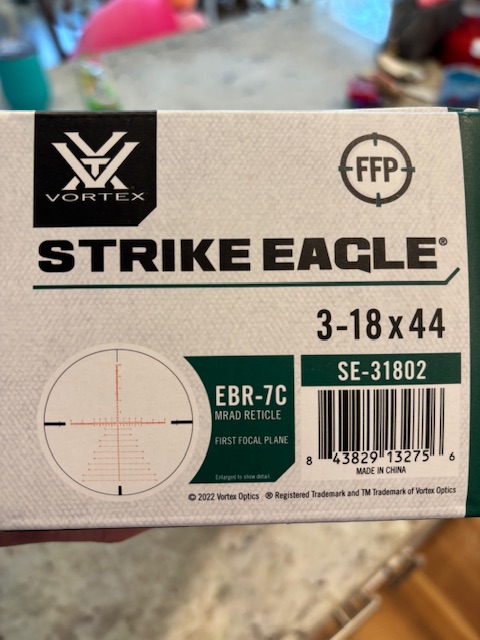 VORTEX
FFP
STRIKE EAGLE®
3-18x44
SE-31802
EBR-7C
MRAD RETICLE
FIRST FOCAL PLANE
Enlarged to show detail.
8 43829 13275 6
MADE IN CHINA
© 2022 Vortex Optics ® Registered Trademark and TM Trademark of Vortex Optics